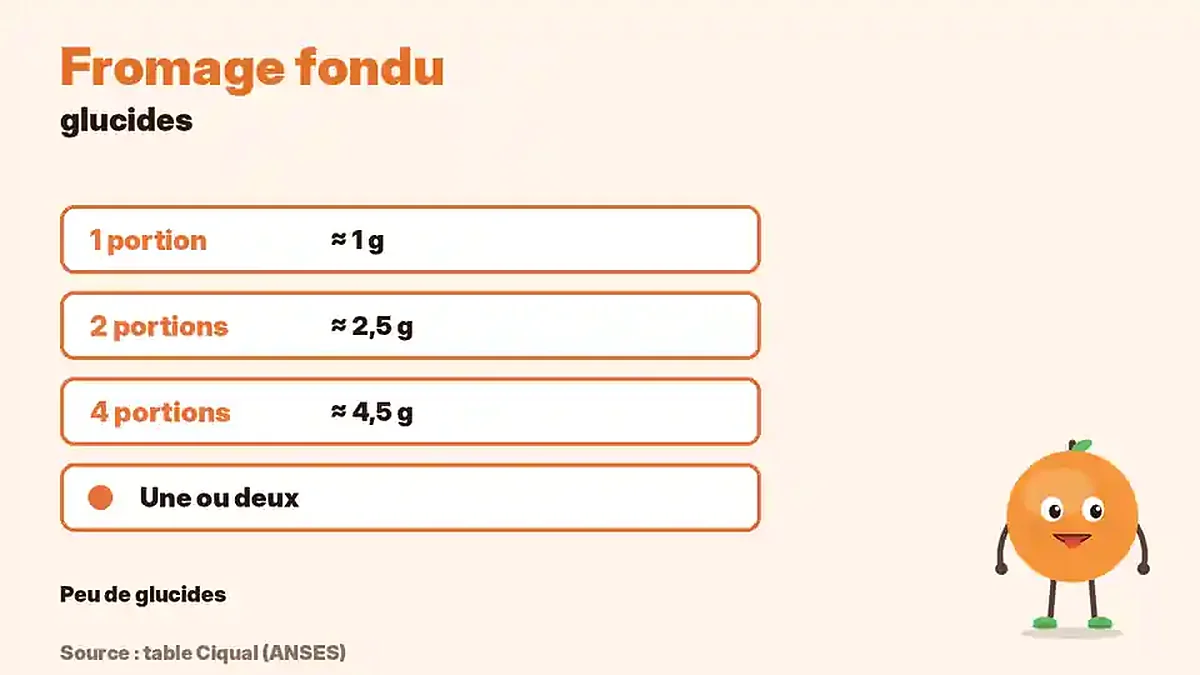 Fromage fondu
glucides
1 portion ≈ 1 g
2 portions ≈ 2,5 g
4 portions ≈ 4,5 g
Une ou deux
Peu de glucides
Source : table Ciqual (ANSES)